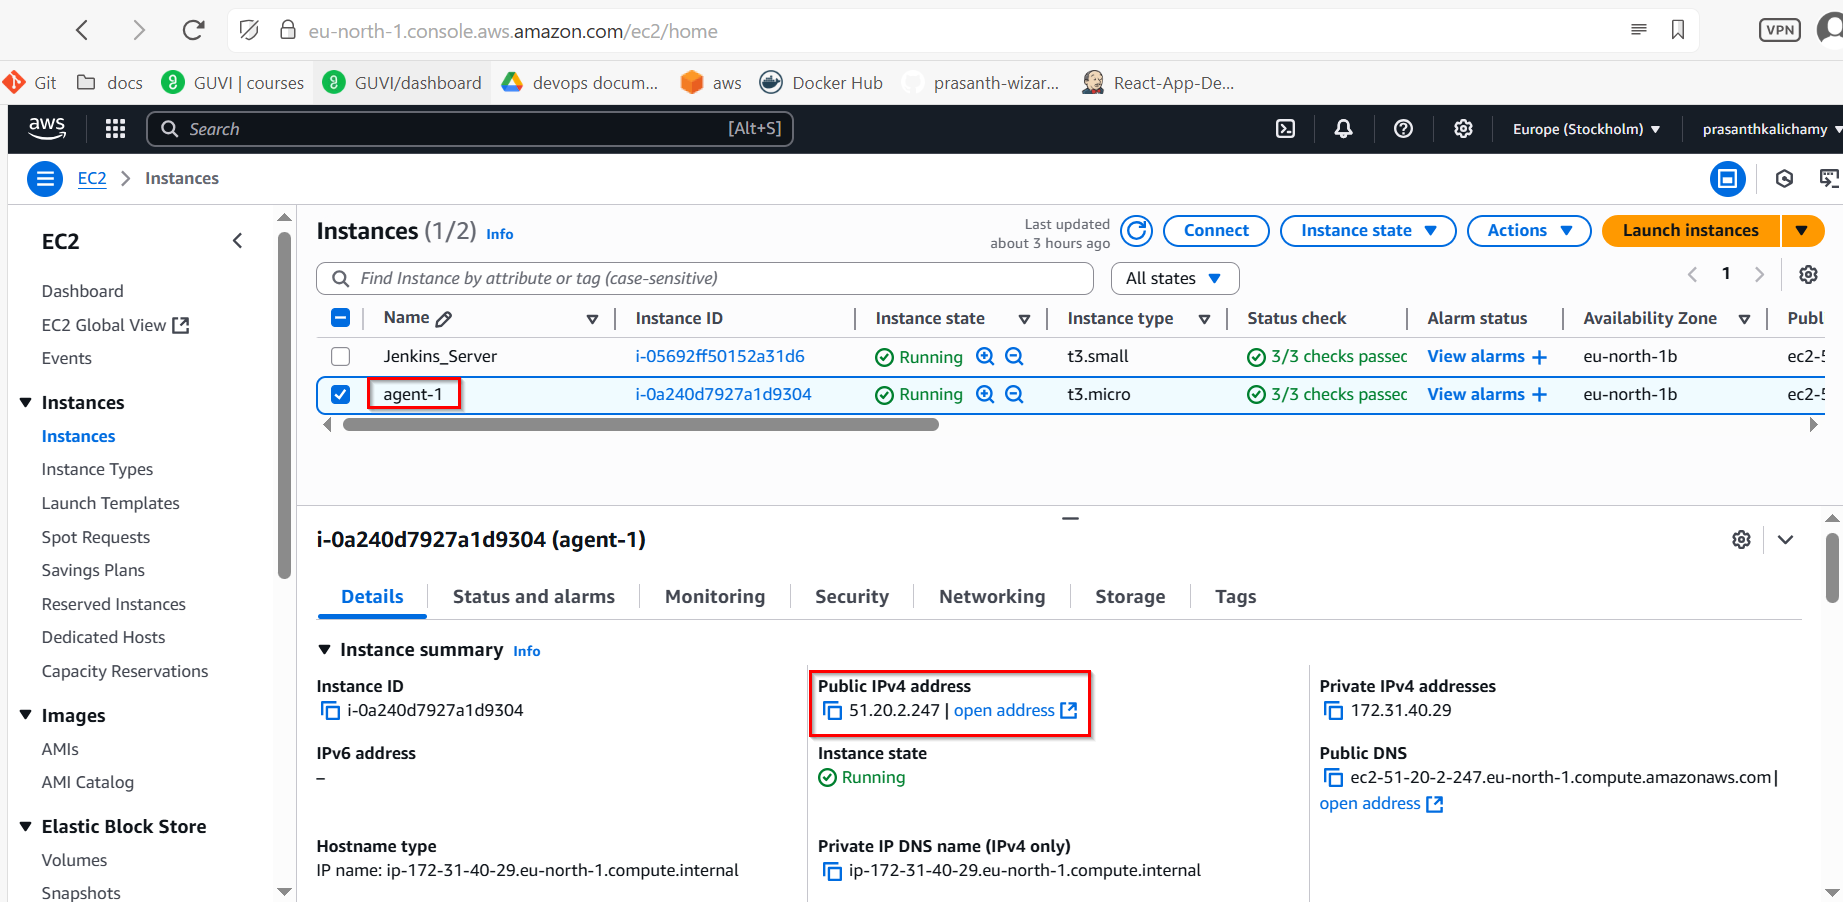 eu-north-1.console.aws.amazon.com/ec2/home
VPN
Git
docs
GUVI | courses
GUVI/dashboard
devops docum...
aws
Docker Hub
prasanth-wizar...
React-App-De...
aws
Search
[Alt+S]
Europe (Stockholm)
prasanthkalichamy
EC2
Instances
EC2
Dashboard
EC2 Global View
Events
Instances
Instances
Instance Types
Launch Templates
Spot Requests
Savings Plans
Reserved Instances
Dedicated Hosts
Capacity Reservations
Images
AMIs
AMI Catalog
Elastic Block Store
Volumes
Snapshots
Instances (1/2) Info
Last updated
about 3 hours ago
Connect
Instance state
Actions
Launch instances
Find Instance by attribute or tag (case-sensitive)
All states
1
Name Instance ID Instance state Instance type Status check Alarm status Availability Zone Publ
Jenkins_Server i-05692ff50152a31d6 Running t3.small 3/3 checks passec View alarms + eu-north-1b ec2-5
agent-1 i-0a240d7927a1d9304 Running t3.micro 3/3 checks passec View alarms + eu-north-1b ec2-5
i-0a240d7927a1d9304 (agent-1)
Details
Status and alarms
Monitoring
Security
Networking
Storage
Tags
Instance summary Info
Instance ID
i-0a240d7927a1d9304
Public IPv4 address
51.20.2.247 | open address
Private IPv4 addresses
172.31.40.29
IPv6 address
–
Instance state
Running
Public DNS
ec2-51-20-2-247.eu-north-1.compute.amazonaws.com |
open address
Hostname type
IP name: ip-172-31-40-29.eu-north-1.compute.internal
Private IP DNS name (IPv4 only)
ip-172-31-40-29.eu-north-1.compute.internal